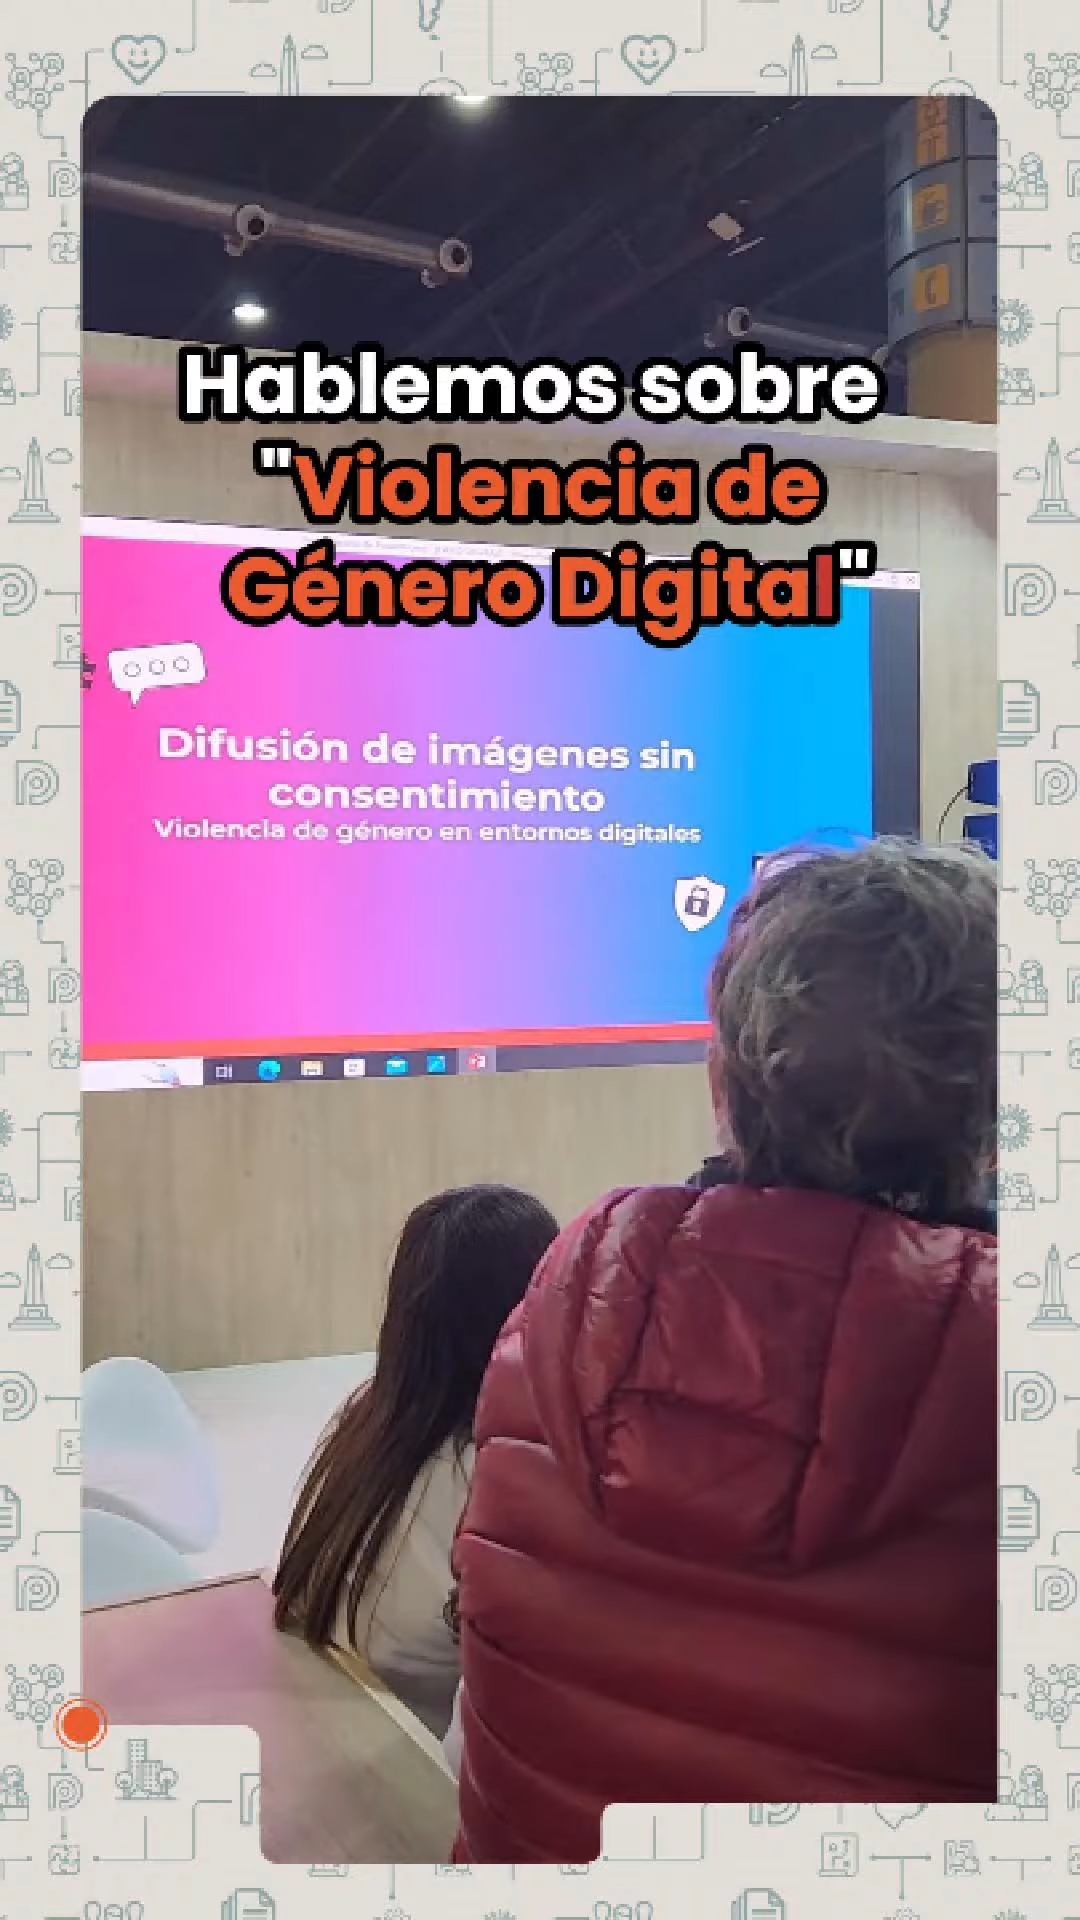 Hablemos sobre
"Violencia de
Género Digital"
Difusión de imágenes sin
consentimiento
Violencia de género en entornos digitales